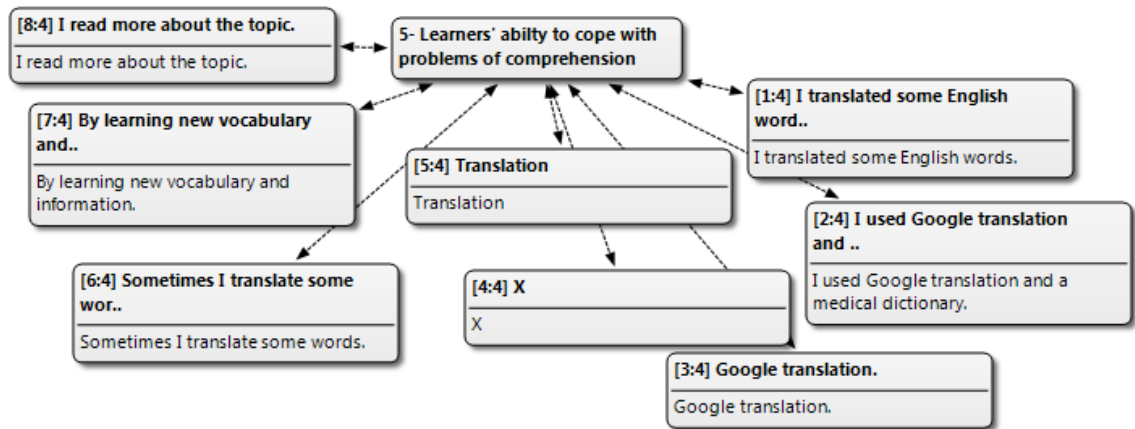 [8:4] I read more about the topic.
I read more about the topic.
5- Learners' abilty to cope with
problems of comprehension
[1:4] I translated some English
word..
I translated some English words.
[7:4] By learning new vocabulary
and..
By learning new vocabulary and
information.
[5:4] Translation
Translation
[2:4] I used Google translation
and ..
I used Google translation and a
medical dictionary.
[6:4] Sometimes I translate some
wor..
Sometimes I translate some words.
[4:4] X
X
[3:4] Google translation.
Google translation.